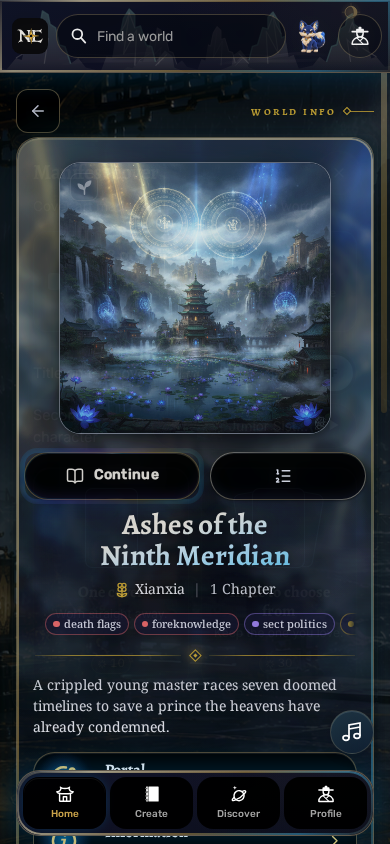 NE
Find a world
WORLD INFO
Continue
Ashes of the
Ninth Meridian
Xianxia | 1 Chapter
death flags
foreknowledge
sect politics
A crippled young master races seven doomed
timelines to save a prince the heavens have
already condemned.
Portal
Information
Home
Create
Discover
Profile